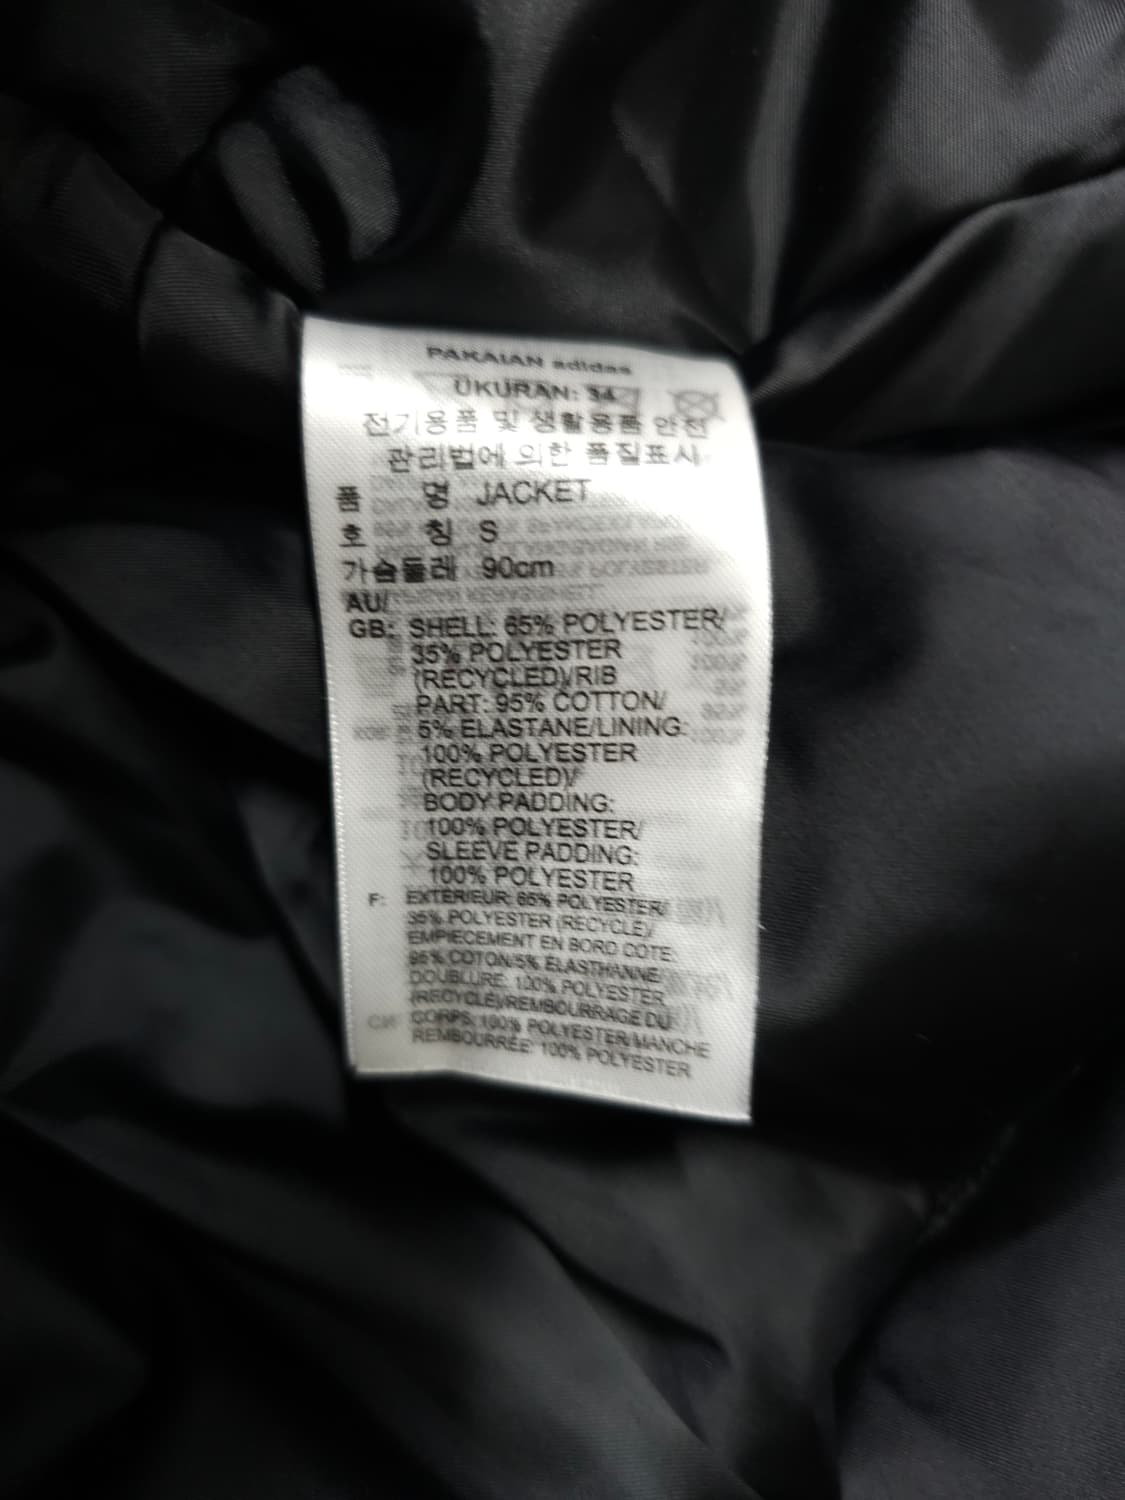 PAKAIAN adidas
UKURAN: 34
전기용품 및 생활용품 안전
관리법에 의한 품질표시
품 명 JACKET
호 칭 S
가슴둘레 90cm
AU/
GB: SHELL: 65% POLYESTER/
35% POLYESTER
(RECYCLED)/RIB
PART: 95% COTTON/
5% ELASTANE/LINING:
100% POLYESTER
(RECYCLED)/
BODY PADDING:
100% POLYESTER/
SLEEVE PADDING:
100% POLYESTER
F: EXTERIEUR: 65% POLYESTER/
35% POLYESTER (RECYCLE)/
EMPIECEMENT EN BORD COTE:
95% COTON/5% ELASTHANNE/
DOUBLURE: 100% POLYESTER
(RECYCLE)/REMBOURRAGE DU
CORPS: 100% POLYESTER/MANCHE
REMBOURRÉE: 100% POLYESTER